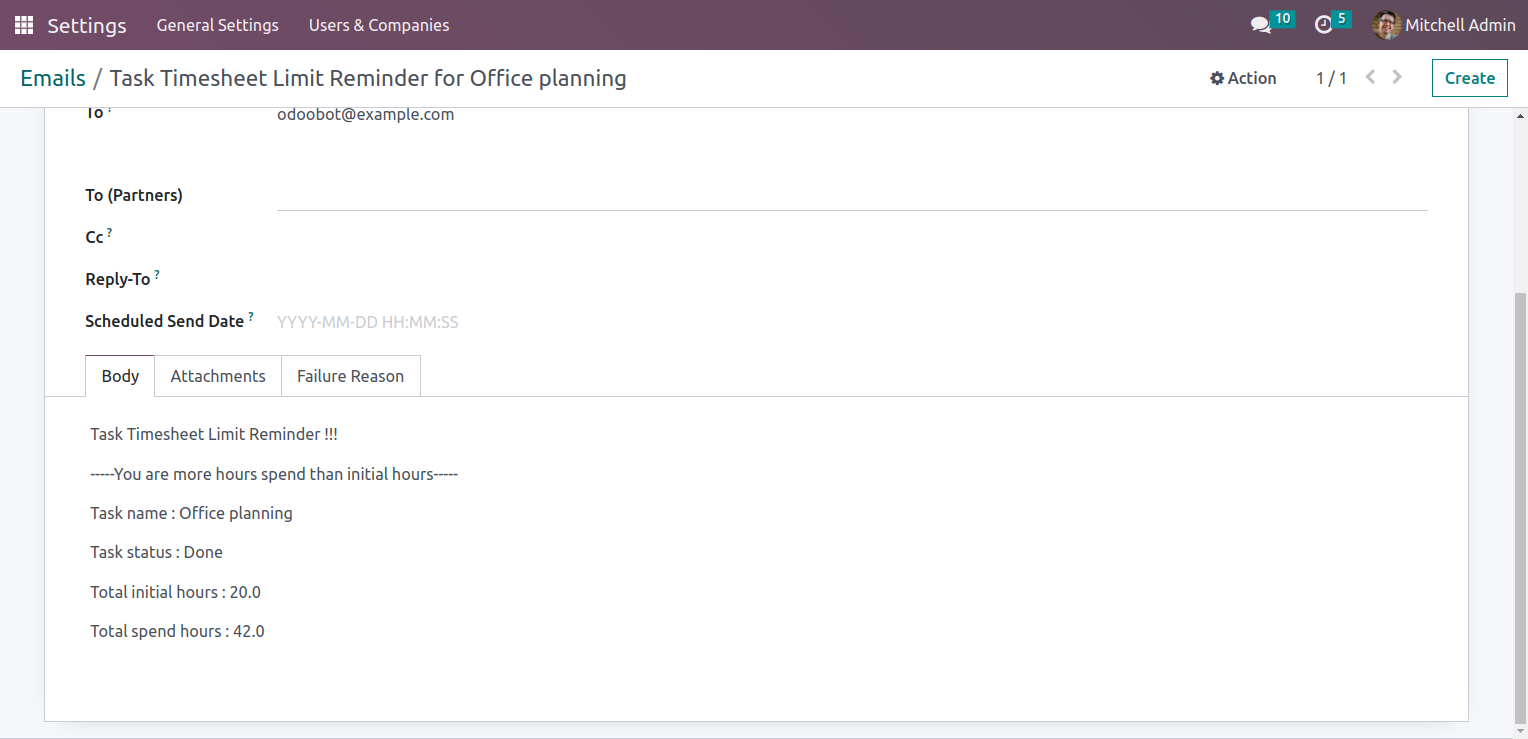 Settings General Settings Users & Companies 10 5 Mitchell Admin
Emails / Task Timesheet Limit Reminder for Office planning Action 1 / 1 Create
To ? odoobot@example.com
To (Partners)
Cc ?
Reply-To ?
Scheduled Send Date ? YYYY-MM-DD HH:MM:SS
Body Attachments Failure Reason
Task Timesheet Limit Reminder !!!
-----You are more hours spend than initial hours-----
Task name : Office planning
Task status : Done
Total initial hours : 20.0
Total spend hours : 42.0